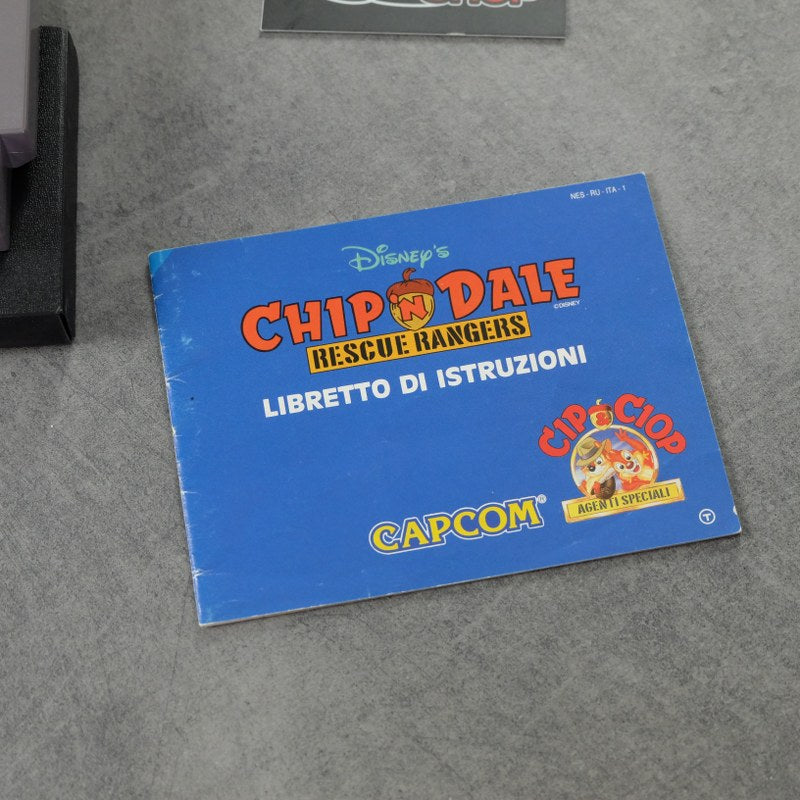 NES - RU - ITA - 1
Disney's
CHIP 'N DALE
©DISNEY
RESCUE RANGERS
LIBRETTO DI ISTRUZIONI
CIP & CIOP
AGENTI SPECIALI
CAPCOM®
T